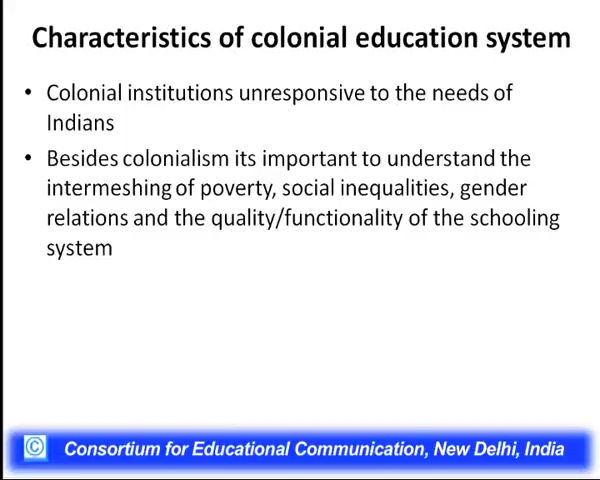 Characteristics of colonial education system
• Colonial institutions unresponsive to the needs of
Indians
• Besides colonialism its important to understand the
intermeshing of poverty, social inequalities, gender
relations and the quality/functionality of the schooling
system
© Consortium for Educational Communication, New Delhi, India